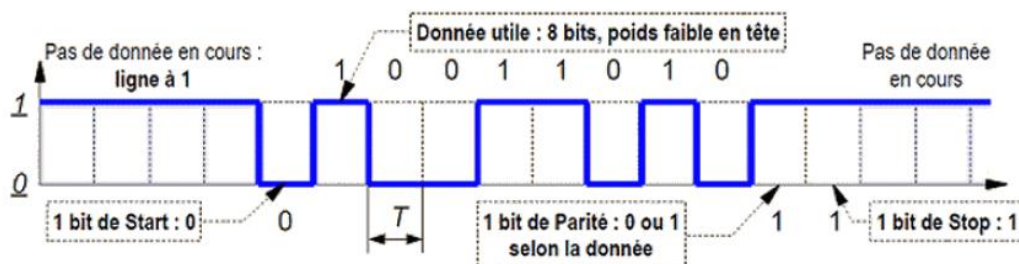 Donnée utile : 8 bits, poids faible en tête
Pas de donnée en cours :
ligne à 1
Pas de donnée
en cours
1 0 0 1 1 0 1 0
1
0
1 bit de Start : 0
0
T
1 bit de Parité : 0 ou 1
selon la donnée
1 1
1 bit de Stop : 1